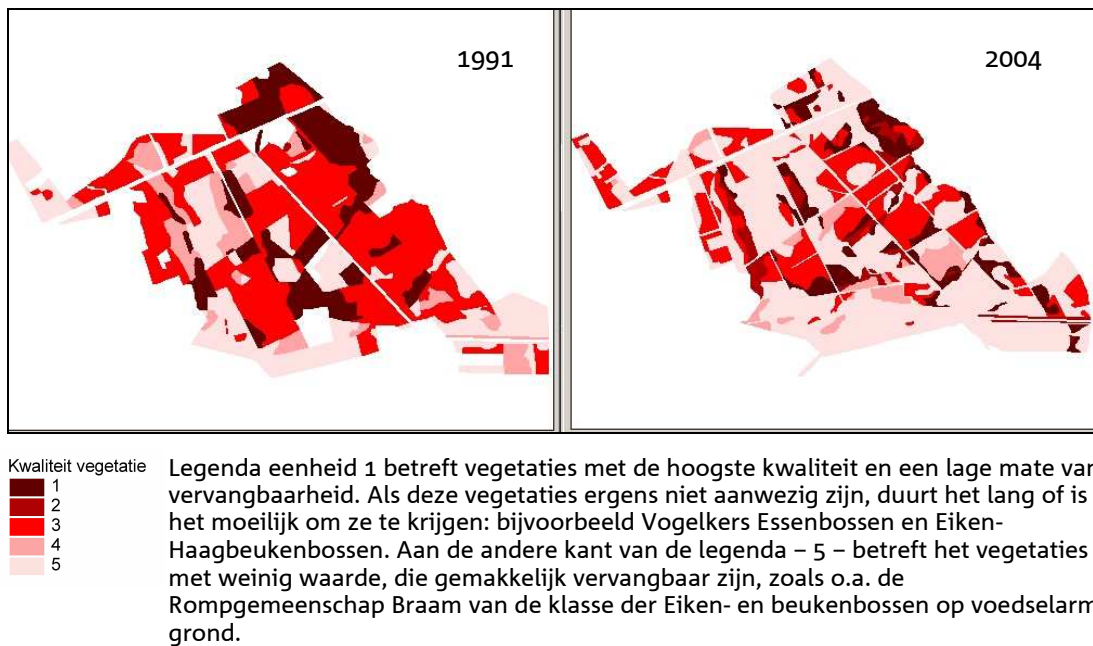 1991
2004
Kwaliteit vegetatie
1
2
3
4
5
Legenda eenheid 1 betreft vegetaties met de hoogste kwaliteit en een lage mate van
vervangbaarheid. Als deze vegetaties ergens niet aanwezig zijn, duurt het lang of is
het moeilijk om ze te krijgen: bijvoorbeeld Vogelkers Essenbossen en Eiken-
Haagbeukenbossen. Aan de andere kant van de legenda – 5 – betreft het vegetaties
met weinig waarde, die gemakkelijk vervangbaar zijn, zoals o.a. de
Rompgemeenschap Braam van de klasse der Eiken- en beukenbossen op voedselarm
grond.